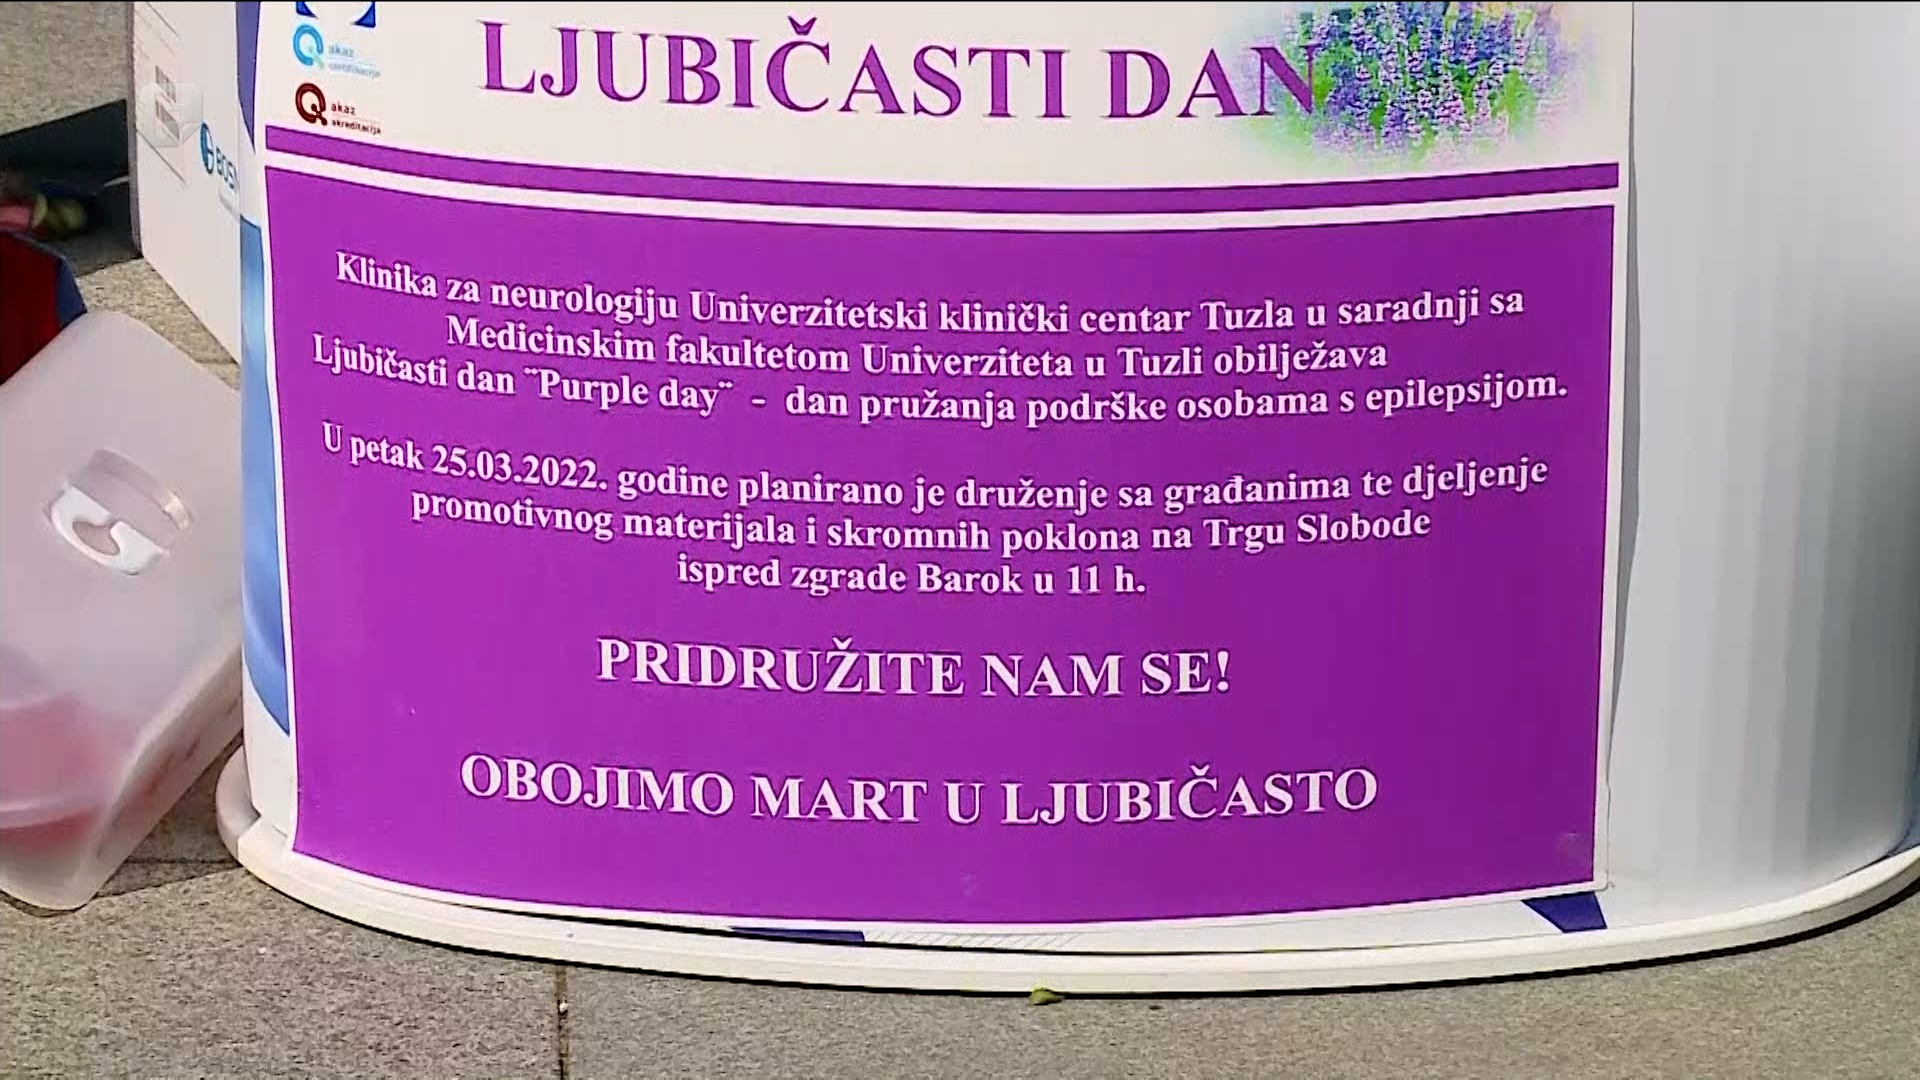 LJUBIČASTI DAN
akaz
certifikacija
akaz
akreditacija
BOSN
Klinika za neurologiju Univerzitetski klinički centar Tuzla u saradnji sa
Medicinskim fakultetom Univerziteta u Tuzli obilježava
Ljubičasti dan ¨Purple day¨ - dan pružanja podrške osobama s epilepsijom.
U petak 25.03.2022. godine planirano je druženje sa građanima te djeljenje
promotivnog materijala i skromnih poklona na Trgu Slobode
ispred zgrade Barok u 11 h.
PRIDRUŽITE NAM SE!
OBOJIMO MART U LJUBIČASTO